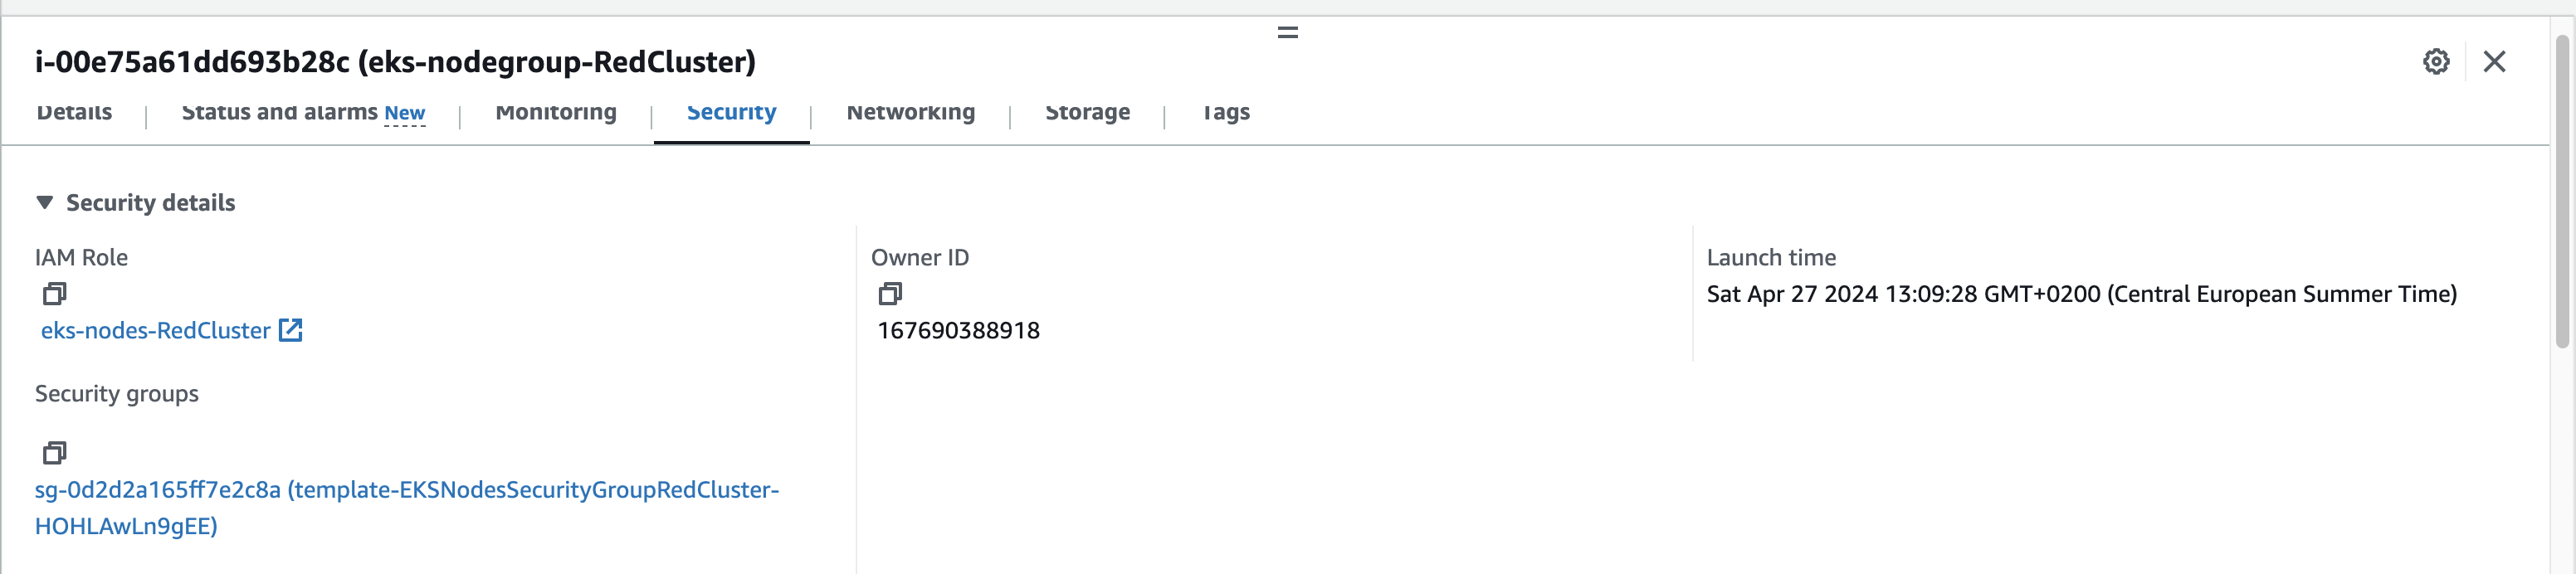 i-00e75a61dd693b28c (eks-nodegroup-RedCluster)
Details
Status and alarms New
Monitoring
Security
Networking
Storage
Tags
Security details
IAM Role
eks-nodes-RedCluster
Owner ID
167690388918
Launch time
Sat Apr 27 2024 13:09:28 GMT+0200 (Central European Summer Time)
Security groups
sg-0d2d2a165ff7e2c8a (template-EKSNodesSecurityGroupRedCluster-
HOHLAwLn9gEE)